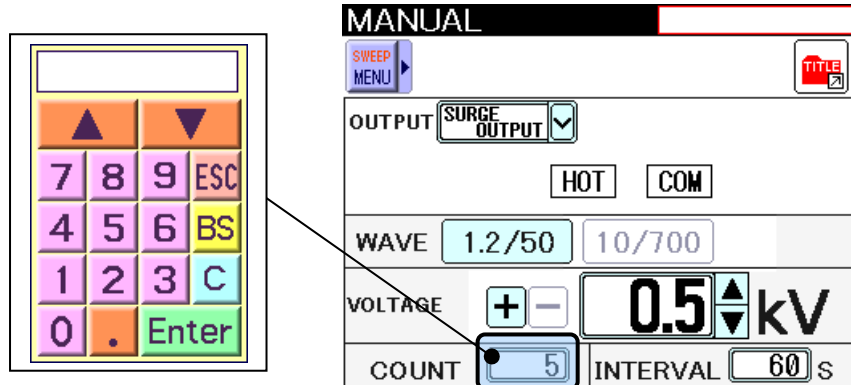 7 8 9 ESC
4 5 6 BS
1 2 3 C
0 . Enter
MANUAL
SWEEP
MENU
TITLE
OUTPUT SURGE
OUTPUT
HOT COM
WAVE 1.2/50 10/700
VOLTAGE + − 0.5 kV
COUNT 5 INTERVAL 60 s